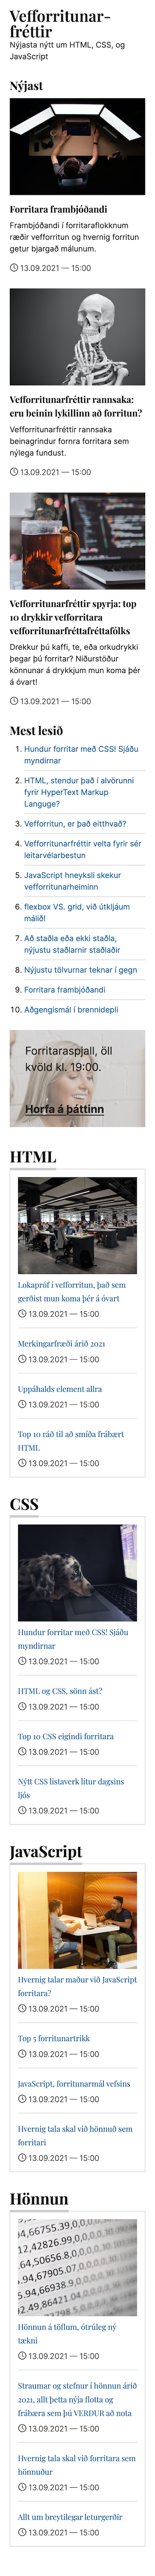 Vefforritunar-
fréttir
Nýjasta nýtt um HTML, CSS, og
JavaScript
Nýjast
Forritara frambjóðandi
Frambjóðandi í forritaraflokknum
ræðir vefforritun og hvernig forritun
getur bjargað málunum.
13.09.2021 — 15:00
Vefforritunarfréttir rannsaka:
eru beinin lykillinn að forritun?
Vefforritunarfréttir rannsaka
beinagrindur fornra forritara sem
nýlega fundust.
13.09.2021 — 15:00
Vefforritunarfréttir spyrja: top
10 drykkir vefforritara
vefforritunarfréttafréttafólks
Drekkur þú kaffi, te, eða orkudrykki
þegar þú forritar? Niðurstöður
könnunar á drykkjum mun koma þér
á óvart!
13.09.2021 — 15:00
Mest lesið
1. Hundur forritar með CSS! Sjáðu
myndirnar
2. HTML, stendur það í alvörunni
fyrir HyperText Markup
Languge?
3. Vefforritun, er það eitthvað?
4. Vefforritunarfréttir velta fyrir sér
leitarvélarbestun
5. JavaScript hneyksli skekur
vefforritunarheiminn
6. flexbox VS. grid, við útkljáum
málið!
7. Að staðla eða ekki staðla,
nýjustu staðlarnir staðlaðir
8. Nýjustu tölvurnar teknar í gegn
9. Forritara frambjóðandi
10. Aðgengismál í brennidepli
Forritaraspjall, öll
kvöld kl. 19:00.
Horfa á þáttinn
HTML
Lokapróf í vefforritun, það sem
gerðist mun koma þér á óvart
13.09.2021 — 15:00
Merkingarfræði árið 2021
13.09.2021 — 15:00
Uppáhalds element allra
13.09.2021 — 15:00
Top 10 ráð til að smíða frábært
HTML
13.09.2021 — 15:00
CSS
Hundur forritar með CSS! Sjáðu
myndirnar
13.09.2021 — 15:00
HTML og CSS, sönn ást?
13.09.2021 — 15:00
Top 10 CSS eigindi forritara
13.09.2021 — 15:00
Nýtt CSS listaverk lítur dagsins
ljós
13.09.2021 — 15:00
JavaScript
Hvernig talar maður við JavaScript
forritara?
13.09.2021 — 15:00
Top 5 forritunartrikk
13.09.2021 — 15:00
JavaScript, forritunarmál vefsins
13.09.2021 — 15:00
Hvernig tala skal við hönnuð sem
forritari
13.09.2021 — 15:00
Hönnun
Hönnun á töflum, ótrúleg ný
tækni
13.09.2021 — 15:00
Straumar og stefnur í hönnun árið
2021, allt þetta nýja flotta og
frábæra sem þú VERÐUR að nota
13.09.2021 — 15:00
Hvernig tala skal við forritara sem
hönnuður
13.09.2021 — 15:00
Allt um breytilegar leturgerðir
13.09.2021 — 15:00